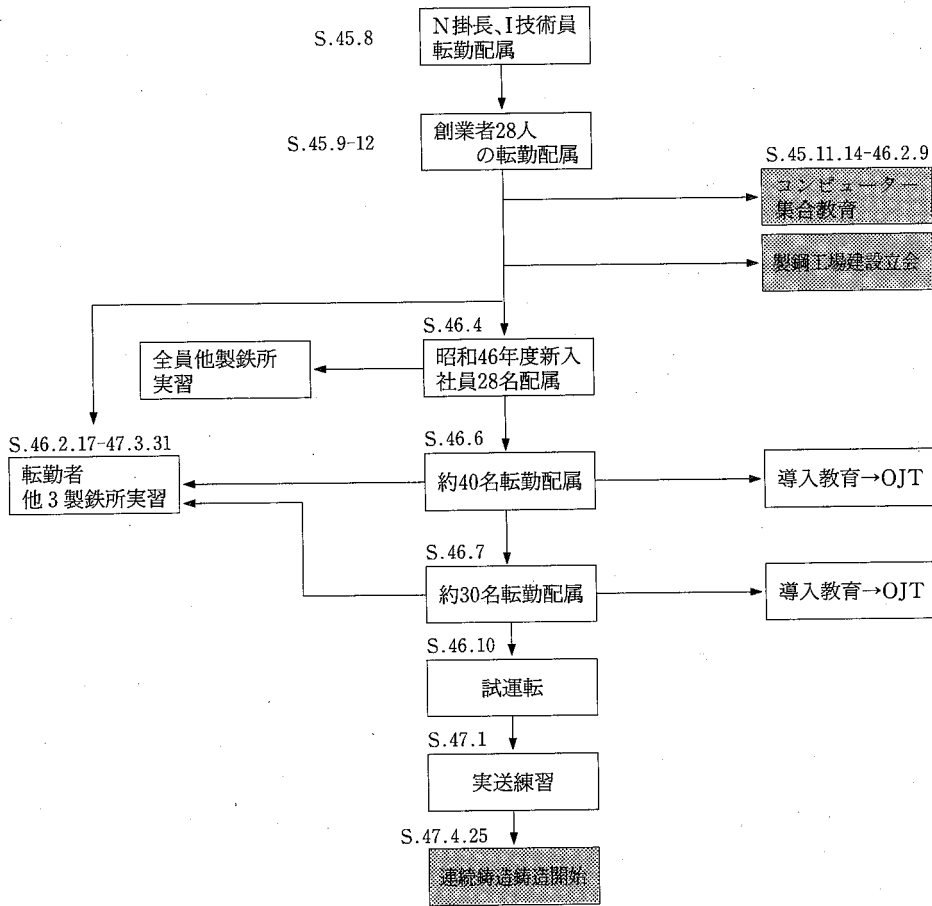 S.45.8
N掛長、I技術員
転勤配属
S.45.9-12
創業者28人
の転勤配属
S.45.11.14-46.2.9
コンピューター
集合教育
製鋼工場建設立会
S.46.4
昭和46年度新入
社員28名配属
全員他製鉄所
実習
S.46.2.17-47.3.31
転勤者
他3製鉄所実習
S.46.6
約40名転勤配属
導入教育→OJT
S.46.7
約30名転勤配属
導入教育→OJT
S.46.10
試運転
S.47.1
実送練習
S.47.4.25
連続鋳造鋳造開始